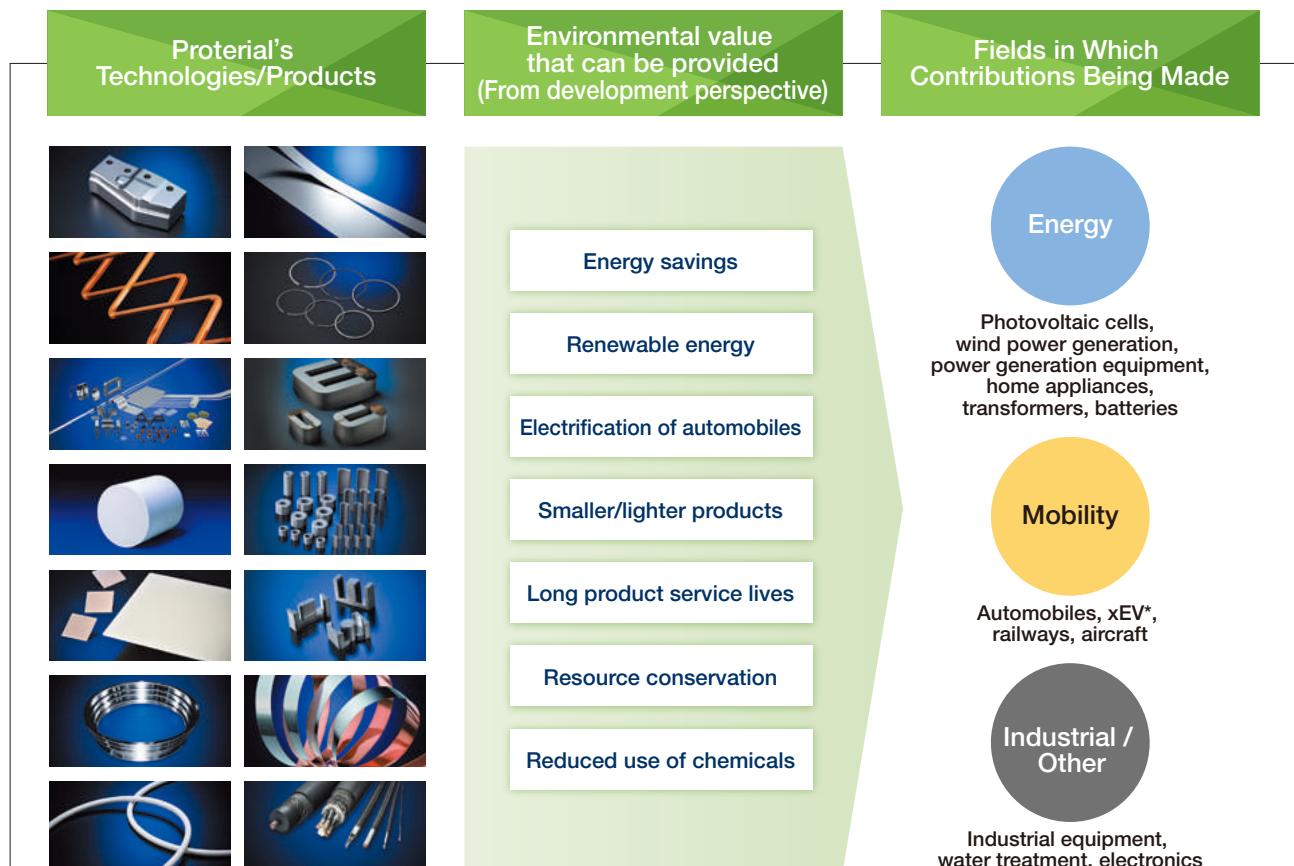 Proterial's
Technologies/Products
Environmental value
that can be provided
(From development perspective)
Fields in Which
Contributions Being Made
Energy savings
Renewable energy
Electrification of automobiles
Smaller/lighter products
Long product service lives
Resource conservation
Reduced use of chemicals
Energy
Photovoltaic cells,
wind power generation,
power generation equipment,
home appliances,
transformers, batteries
Mobility
Automobiles, xEV*,
railways, aircraft
Industrial /
Other
Industrial equipment,
water treatment, electronics